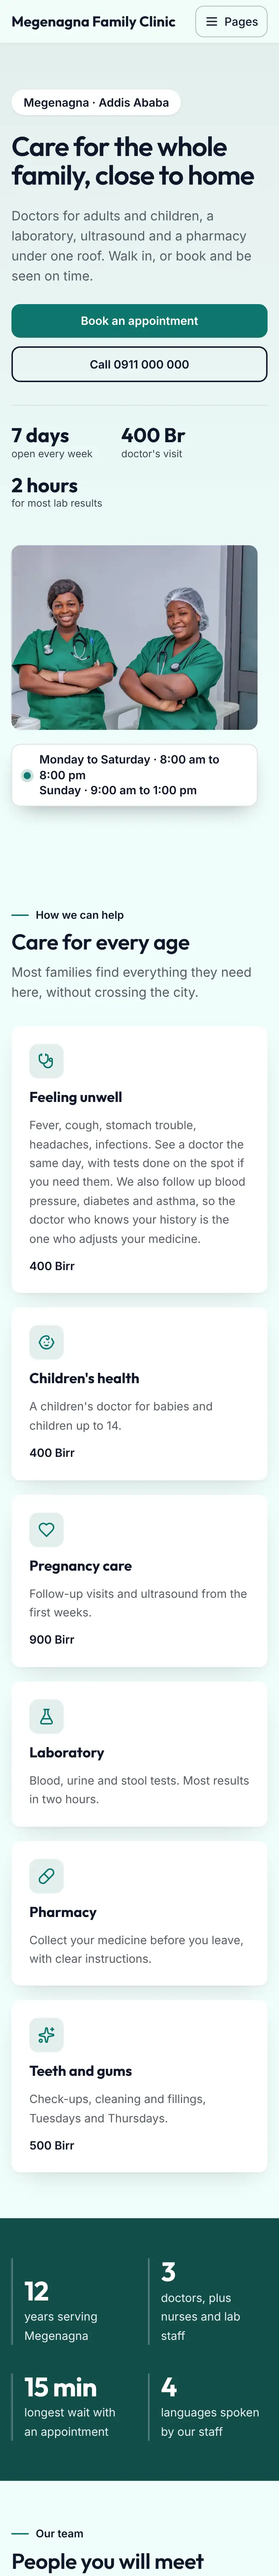 Megenagna Family Clinic
Pages
Megenagna · Addis Ababa
Care for the whole
family, close to home
Doctors for adults and children, a
laboratory, ultrasound and a pharmacy
under one roof. Walk in, or book and be
seen on time.
Book an appointment
Call 0911 000 000
7 days
open every week
400 Br
doctor's visit
2 hours
for most lab results
Monday to Saturday · 8:00 am to
8:00 pm
Sunday · 9:00 am to 1:00 pm
How we can help
Care for every age
Most families find everything they need
here, without crossing the city.
Feeling unwell
Fever, cough, stomach trouble,
headaches, infections. See a doctor the
same day, with tests done on the spot if
you need them. We also follow up blood
pressure, diabetes and asthma, so the
doctor who knows your history is the
one who adjusts your medicine.
400 Birr
Children's health
A children's doctor for babies and
children up to 14.
400 Birr
Pregnancy care
Follow-up visits and ultrasound from the
first weeks.
900 Birr
Laboratory
Blood, urine and stool tests. Most results
in two hours.
Pharmacy
Collect your medicine before you leave,
with clear instructions.
Teeth and gums
Check-ups, cleaning and fillings,
Tuesdays and Thursdays.
500 Birr
12
years serving
Megenagna
3
doctors, plus
nurses and lab
staff
15 min
longest wait with
an appointment
4
languages spoken
by our staff
Our team
People you will meet